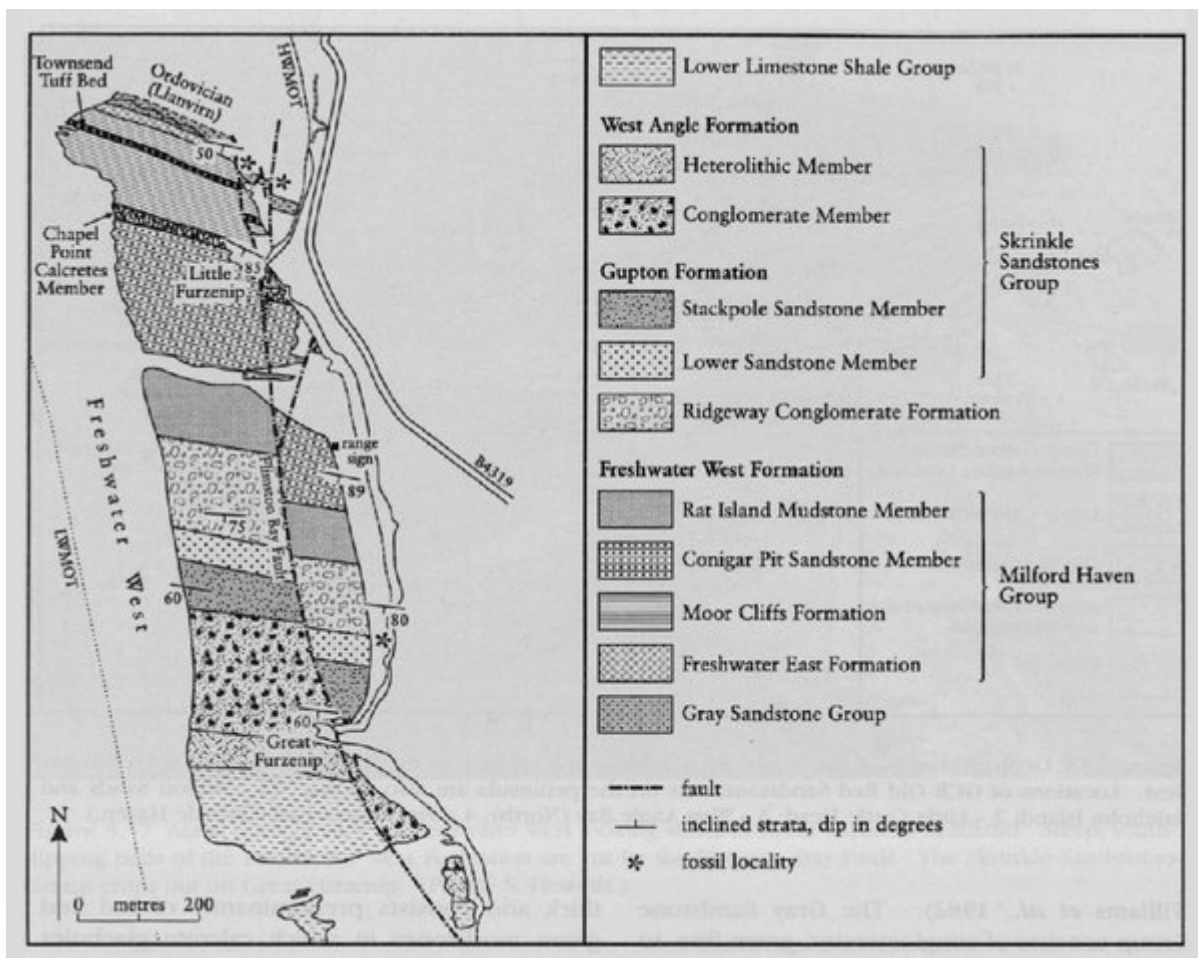 Townsend
Tuff Bed
Ordovician
(Llanvirn)
HWMOT
50
Chapel
Point
Calcretes
Member
Little
Furzenip
85
Freshwater West
LWMOT
range
sign
89
B4319
Flimston Bay Fault
75
60
80
60
Great
Furzenip
N
0 metres 200
Lower Limestone Shale Group
West Angle Formation
Heterolithic Member
Conglomerate Member
Gupton Formation
Stackpole Sandstone Member
Lower Sandstone Member
Skrinkle
Sandstones
Group
Ridgeway Conglomerate Formation
Freshwater West Formation
Rat Island Mudstone Member
Conigar Pit Sandstone Member
Moor Cliffs Formation
Freshwater East Formation
Milford Haven
Group
Gray Sandstone Group
fault
inclined strata, dip in degrees
* fossil locality